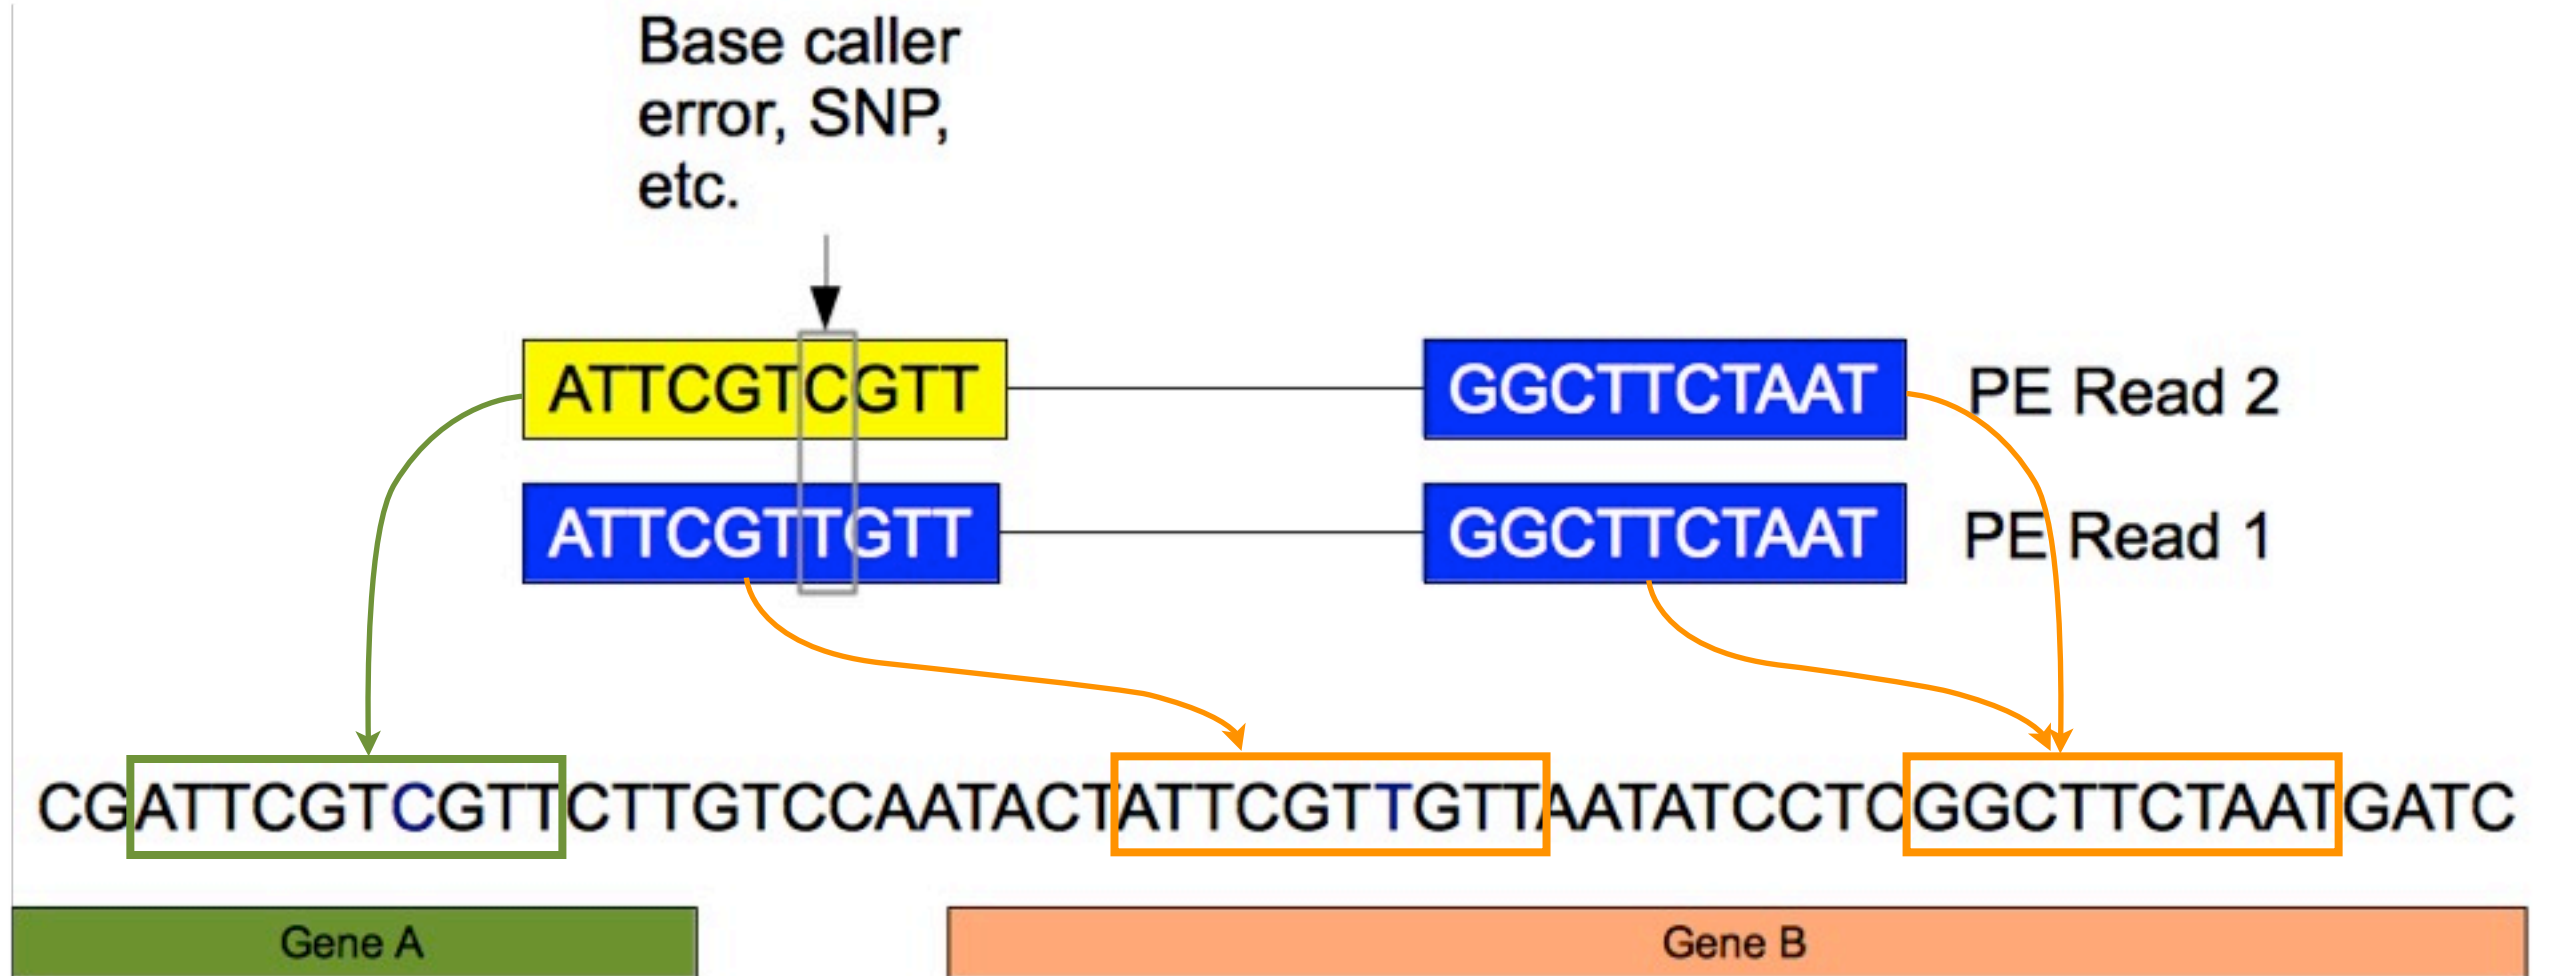 Base caller
error, SNP,
etc.
ATTCGTCGTT GGCTTCTAAT PE Read 2
ATTCGTTGTT GGCTTCTAAT PE Read 1
CGATTCGTCGTTCTTGTCCAATACTATTCGTTGTTAATATCCTCGGCTTCTAATGATC
Gene A Gene B